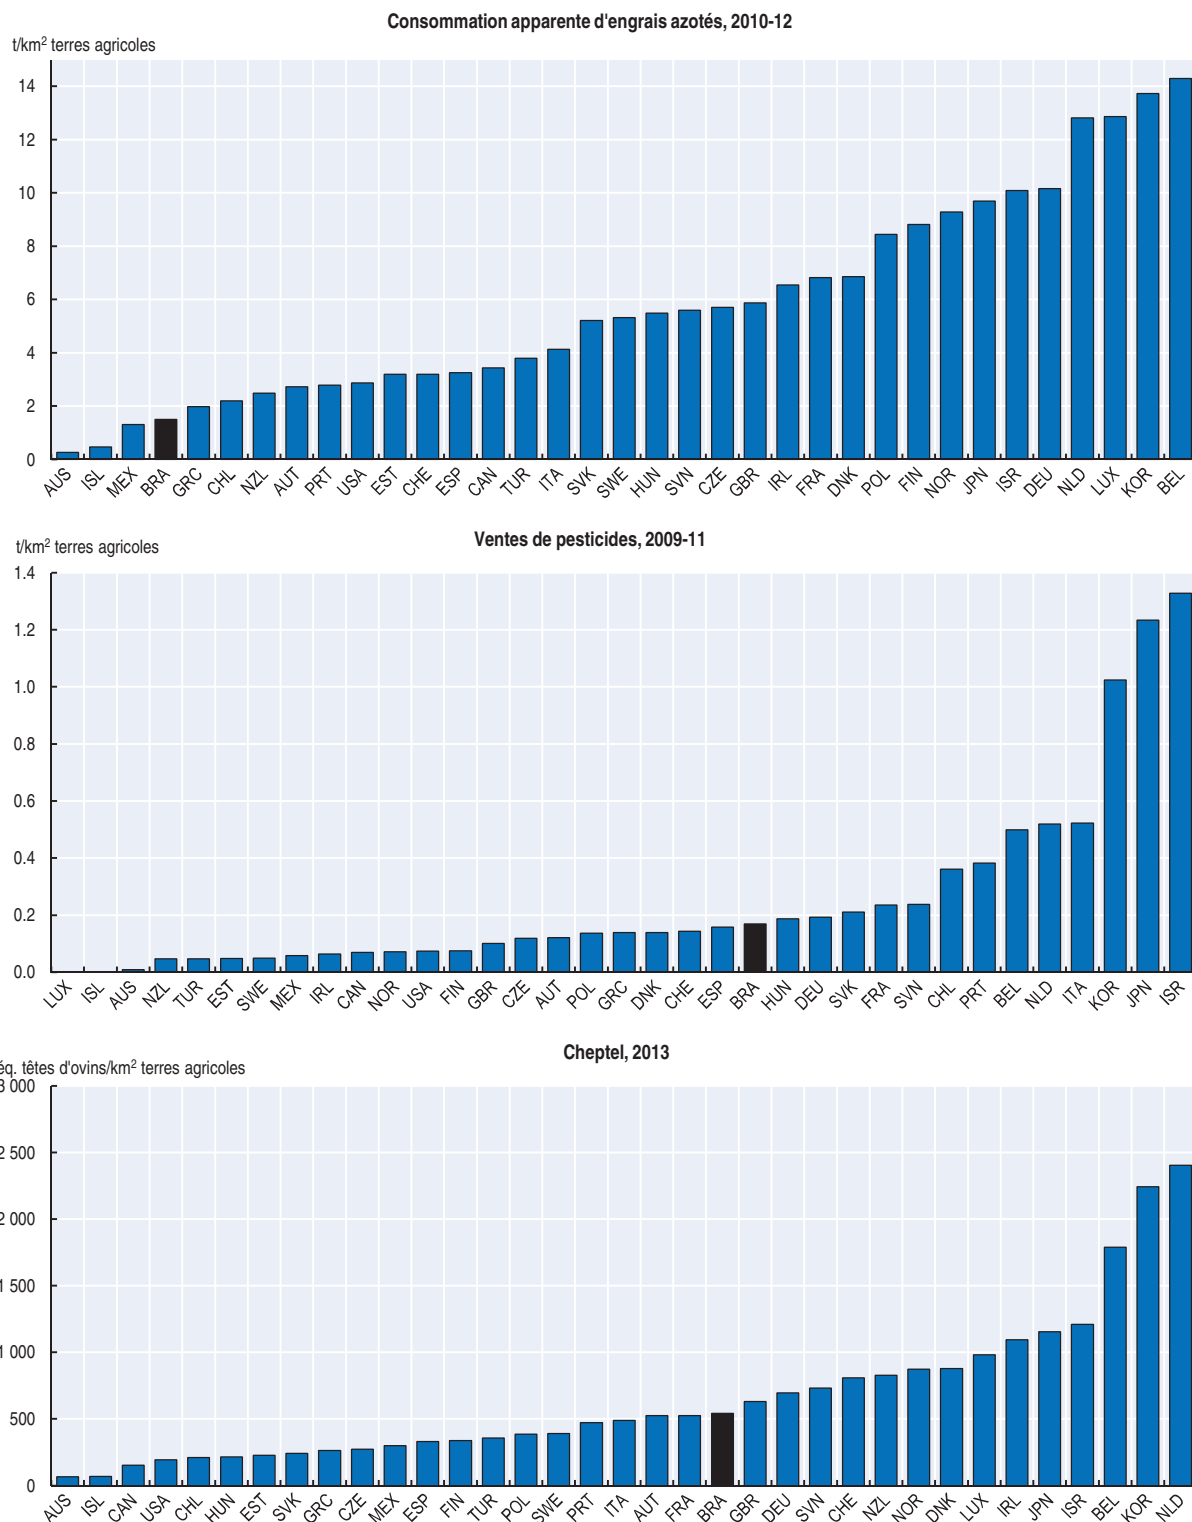 Consommation apparente d'engrais azotés, 2010-12
t/km² terres agricoles
14
12
10
8
6
4
2
0
AUS ISL MEX BRA GRC CHL NZL AUT PRT USA EST CHE ESP CAN TUR ITA SVK SWE HUN SVN CZE GBR IRL FRA DNK POL FIN NOR JPN ISR DEU NLD LUX KOR BEL
Ventes de pesticides, 2009-11
t/km² terres agricoles
1.4
1.2
1.0
0.8
0.6
0.4
0.2
0.0
LUX ISL AUS NZL TUR EST SWE MEX IRL CAN NOR USA FIN GBR CZE AUT POL GRC DNK CHE ESP BRA HUN DEU SVK FRA SVN CHL PRT BEL NLD ITA KOR JPN ISR
Cheptel, 2013
éq. têtes d'ovins/km² terres agricoles
3 000
2 500
2 000
1 500
1 000
500
0
AUS ISL CAN USA CHL HUN EST SVK GRC CZE MEX ESP FIN TUR POL SWE PRT ITA AUT FRA BRA GBR DEU SVN CHE NZL NOR DNK LUX IRL JPN ISR BEL KOR NLD